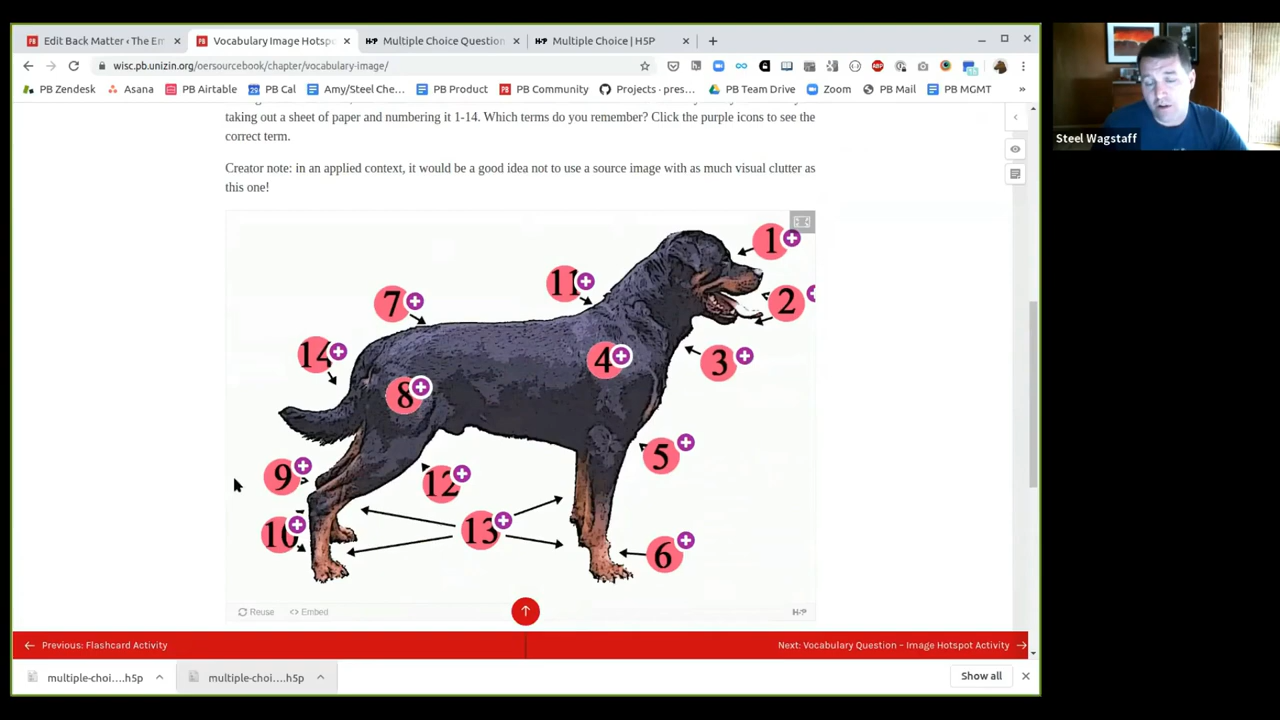 Edit Back Matter ‹ The Em
Vocabulary Image Hotsp
Multiple Choice Question
Multiple Choice | H5P
wisc.pb.unizin.org/oersourcebook/chapter/vocabulary-image/
PB Zendesk
Asana
PB Airtable
PB Cal
Amy/Steel Che…
PB Product
PB Community
Projects - pres…
PB Team Drive
Zoom
PB Mail
PB MGMT
»
Steel Wagstaff
taking out a sheet of paper and numbering it 1-14. Which terms do you remember? Click the purple icons to see the
correct term.
Creator note: in an applied context, it would be a good idea not to use a source image with as much visual clutter as
this one!
1
11
2
7
14
4
3
8
5
9
12
13
10
6
Reuse
<> Embed
H5P
Previous: Flashcard Activity
Next: Vocabulary Question – Image Hotspot Activity
multiple-choi….h5p
multiple-choi….h5p
Show all